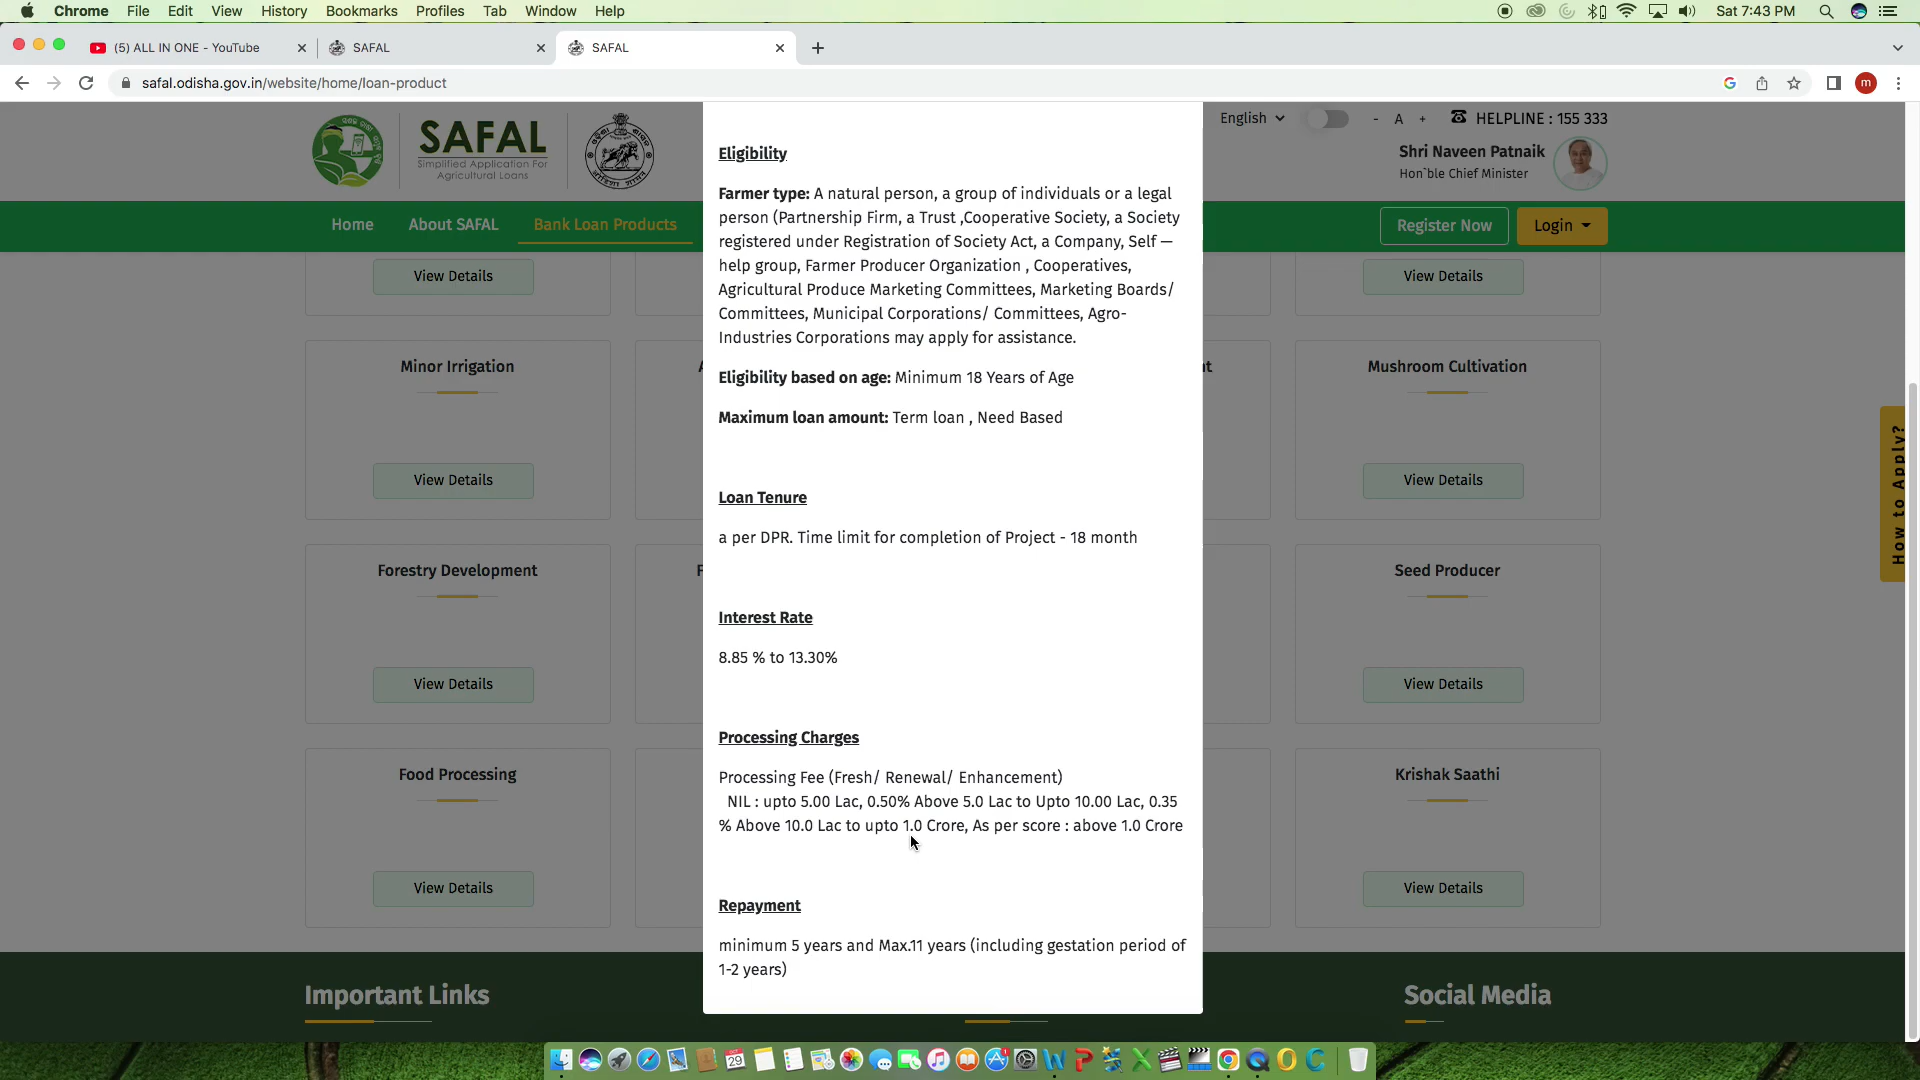 Chrome File Edit View History Bookmarks Profiles Tab Window Help
Sat 7:43 PM
(5) ALL IN ONE - YouTube
SAFAL
SAFAL
safal.odisha.gov.in/website/home/loan-product
m
SAFAL
Simplified Application For
Agricultural Loans
English
- A +
HELPLINE : 155 333
Shri Naveen Patnaik
Hon`ble Chief Minister
Home About SAFAL Bank Loan Products
Register Now
Login
Eligibility
Farmer type: A natural person, a group of individuals or a legal
person (Partnership Firm, a Trust ,Cooperative Society, a Society
registered under Registration of Society Act, a Company, Self —
help group, Farmer Producer Organization , Cooperatives,
Agricultural Produce Marketing Committees, Marketing Boards/
Committees, Municipal Corporations/ Committees, Agro-
Industries Corporations may apply for assistance.
Eligibility based on age: Minimum 18 Years of Age
Maximum loan amount: Term loan , Need Based
Loan Tenure
a per DPR. Time limit for completion of Project - 18 month
Interest Rate
8.85 % to 13.30%
Processing Charges
Processing Fee (Fresh/ Renewal/ Enhancement)
NIL : upto 5.00 Lac, 0.50% Above 5.0 Lac to Upto 10.00 Lac, 0.35
% Above 10.0 Lac to upto 1.0 Crore, As per score : above 1.0 Crore
Repayment
minimum 5 years and Max.11 years (including gestation period of
1-2 years)
View Details
View Details
Minor Irrigation
Mushroom Cultivation
View Details
View Details
Forestry Development
Seed Producer
View Details
View Details
Food Processing
Krishak Saathi
View Details
View Details
How to Apply?
Important Links
Social Media